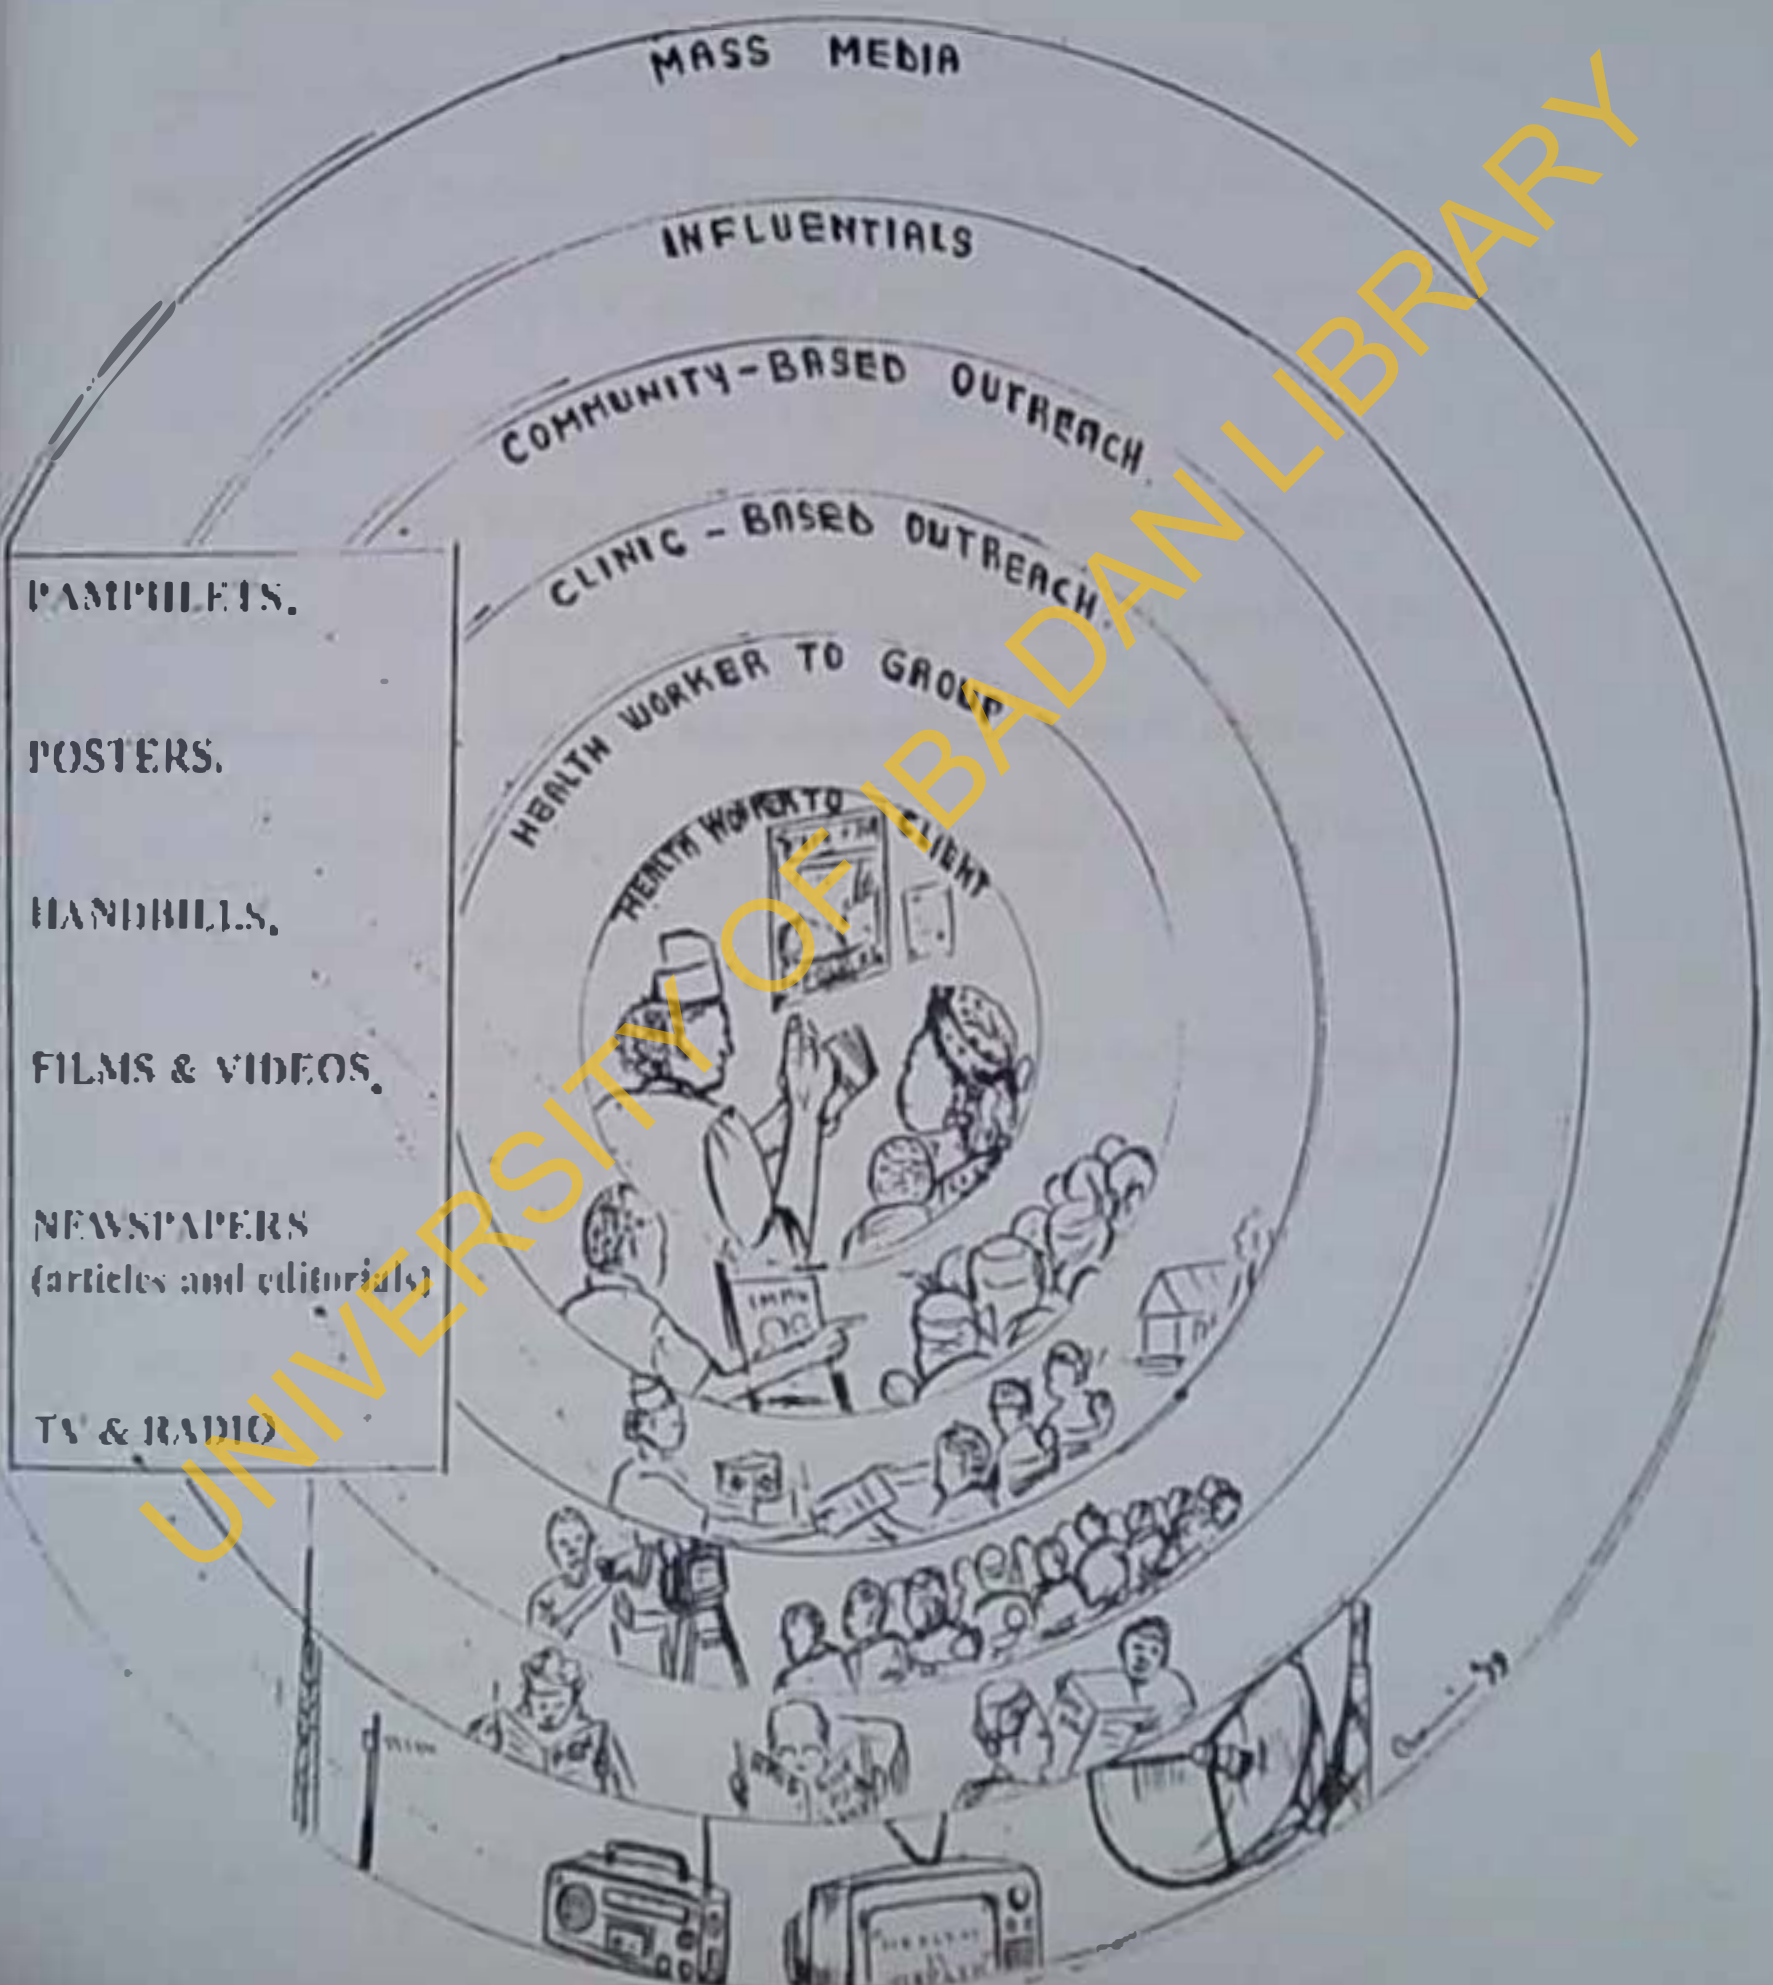 MASS MEDIA
INFLUENTIALS
COMMUNITY-BASED OUTREACH
CLINIC-BASED OUTREACH
HEALTH WORKER TO GROUP
HEALTH WORKER TO CLIENT
PAMPHLETS.
POSTERS.
HANDBILLS.
FILMS & VIDEOS.
NEWSPAPERS
(articles and editorials)
TV & RADIO
IMMU
UNIVERSITY OF IBADAN LIBRARY